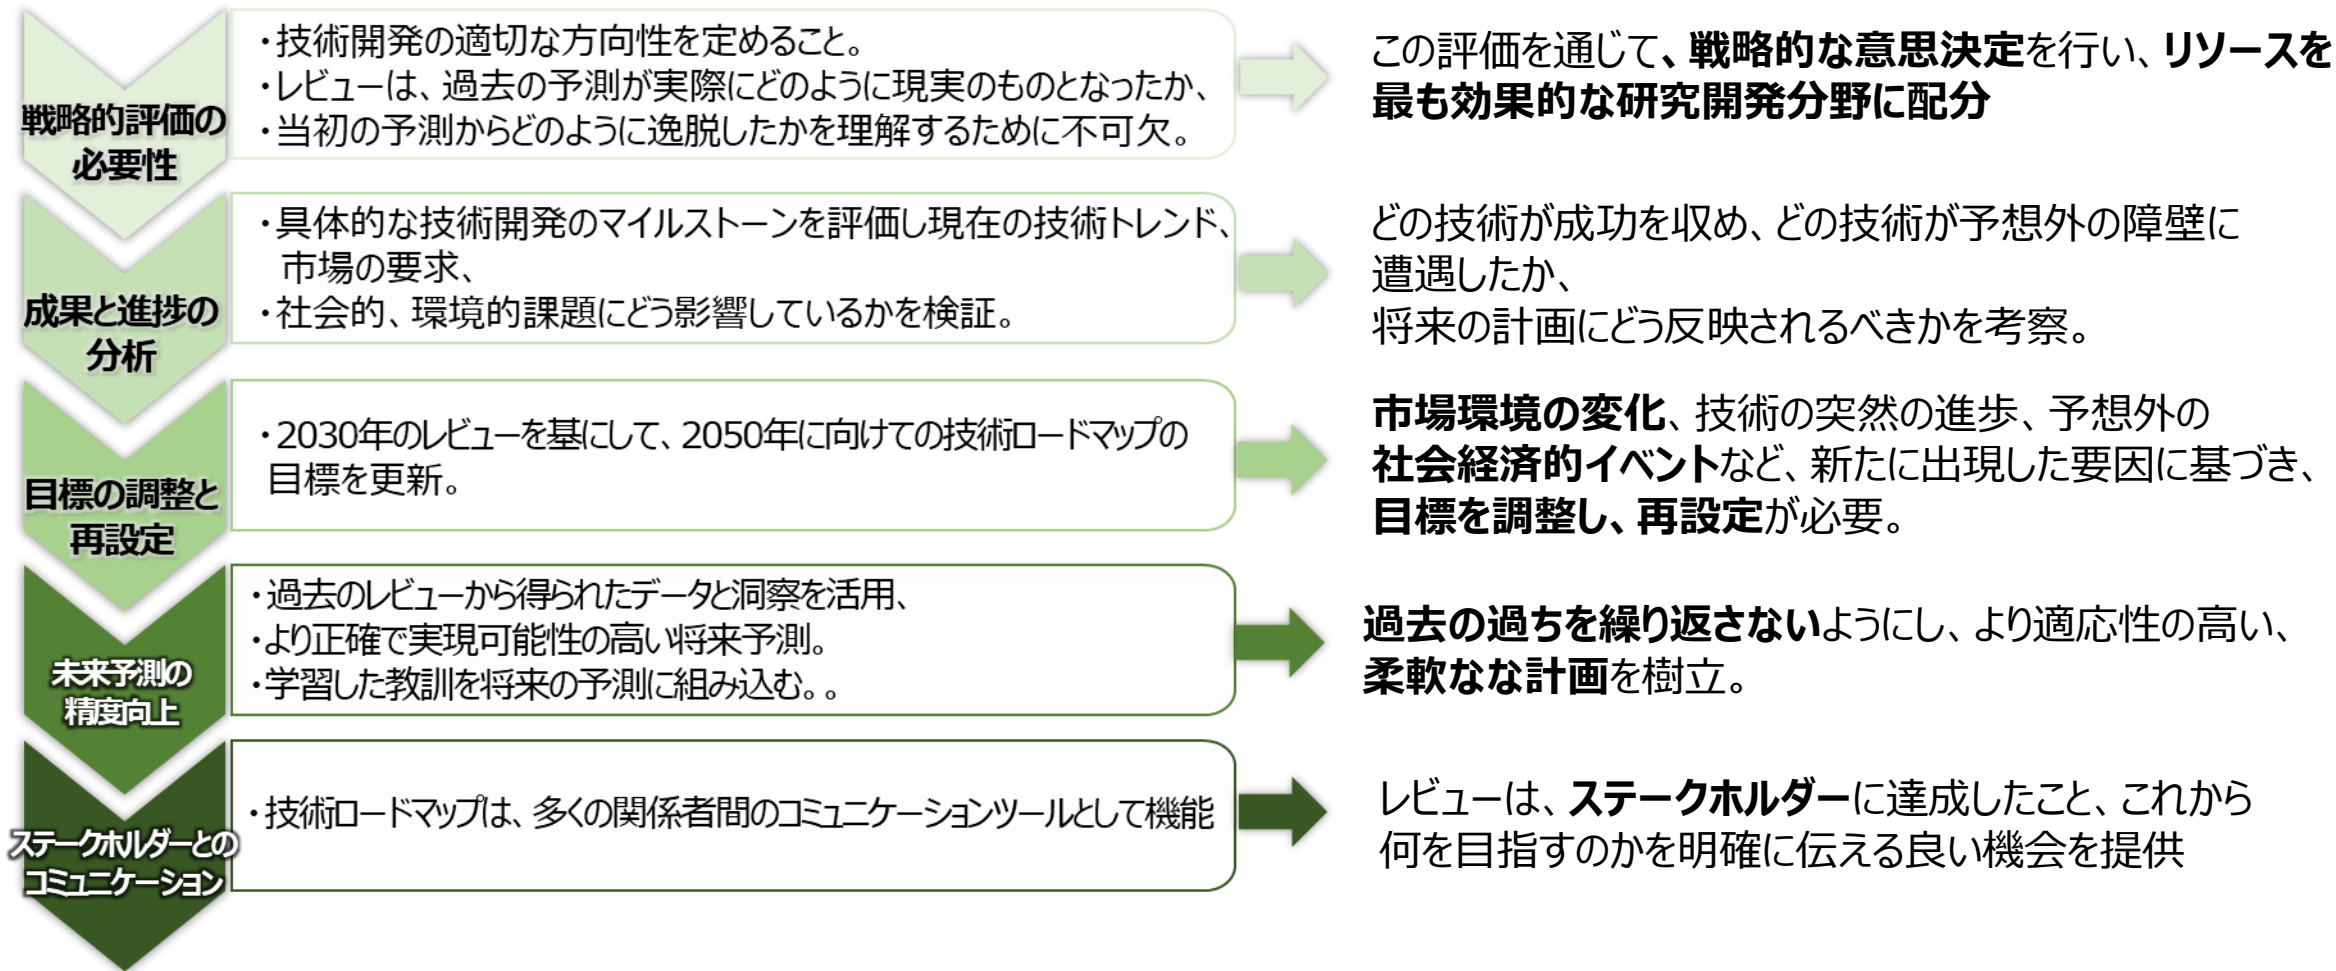 戦略的評価の
必要性
・技術開発の適切な方向性を定めること。
・レビューは、過去の予測が実際にどのように現実のものとなったか、
・当初の予測からどのように逸脱したかを理解するために不可欠。
この評価を通じて、戦略的な意思決定を行い、リソースを
最も効果的な研究開発分野に配分
成果と進捗の
分析
・具体的な技術開発のマイルストーンを評価し現在の技術トレンド、
市場の要求、
・社会的、環境的課題にどう影響しているかを検証。
どの技術が成功を収め、どの技術が予想外の障壁に
遭遇したか、
将来の計画にどう反映されるべきかを考察。
目標の調整と
再設定
・2030年のレビューを基にして、2050年に向けての技術ロードマップの
目標を更新。
市場環境の変化、技術の突然の進歩、予想外の
社会経済的イベントなど、新たに出現した要因に基づき、
目標を調整し、再設定が必要。
未来予測の
精度向上
・過去のレビューから得られたデータと洞察を活用、
・より正確で実現可能性の高い将来予測。
・学習した教訓を将来の予測に組み込む。。
過去の過ちを繰り返さないようにし、より適応性の高い、
柔軟なな計画を樹立。
ステークホルダーとの
コミュニケーション
・技術ロードマップは、多くの関係者間のコミュニケーションツールとして機能
レビューは、ステークホルダーに達成したこと、これから
何を目指すのかを明確に伝える良い機会を提供